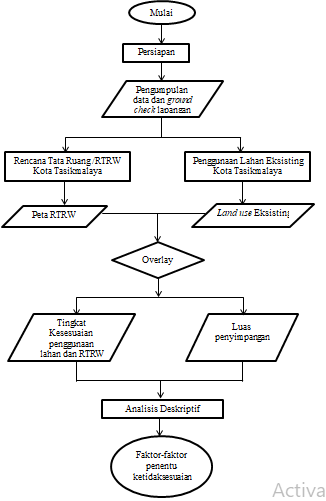 Mulai
Persiapan
Pengumpulan
data dan ground
check lapangan
Rencana Tata Ruang /RTRW
Kota Tasikmalaya
Penggunaan Lahan Eksisting
Kota Tasikmalaya
Peta RTRW
Land use Eksisting
Overlay
Tingkat
Kesesuaian
penggunaan
lahan dan RTRW
Luas
penyimpangan
Analisis Deskriptif
Faktor-faktor
penentu
ketidaksesuaian
Activa